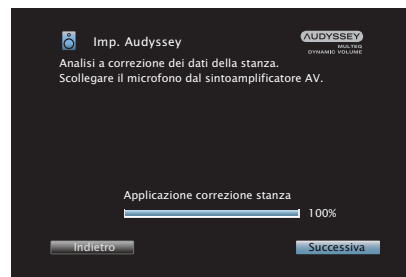 Imp. Audyssey
AUDYSSEY
MULTEQ
DYNAMIC VOLUME
Analisi a correzione dei dati della stanza.
Scollegare il microfono dal sintoamplificatore AV.
Applicazione correzione stanza
100%
Indietro
Successiva